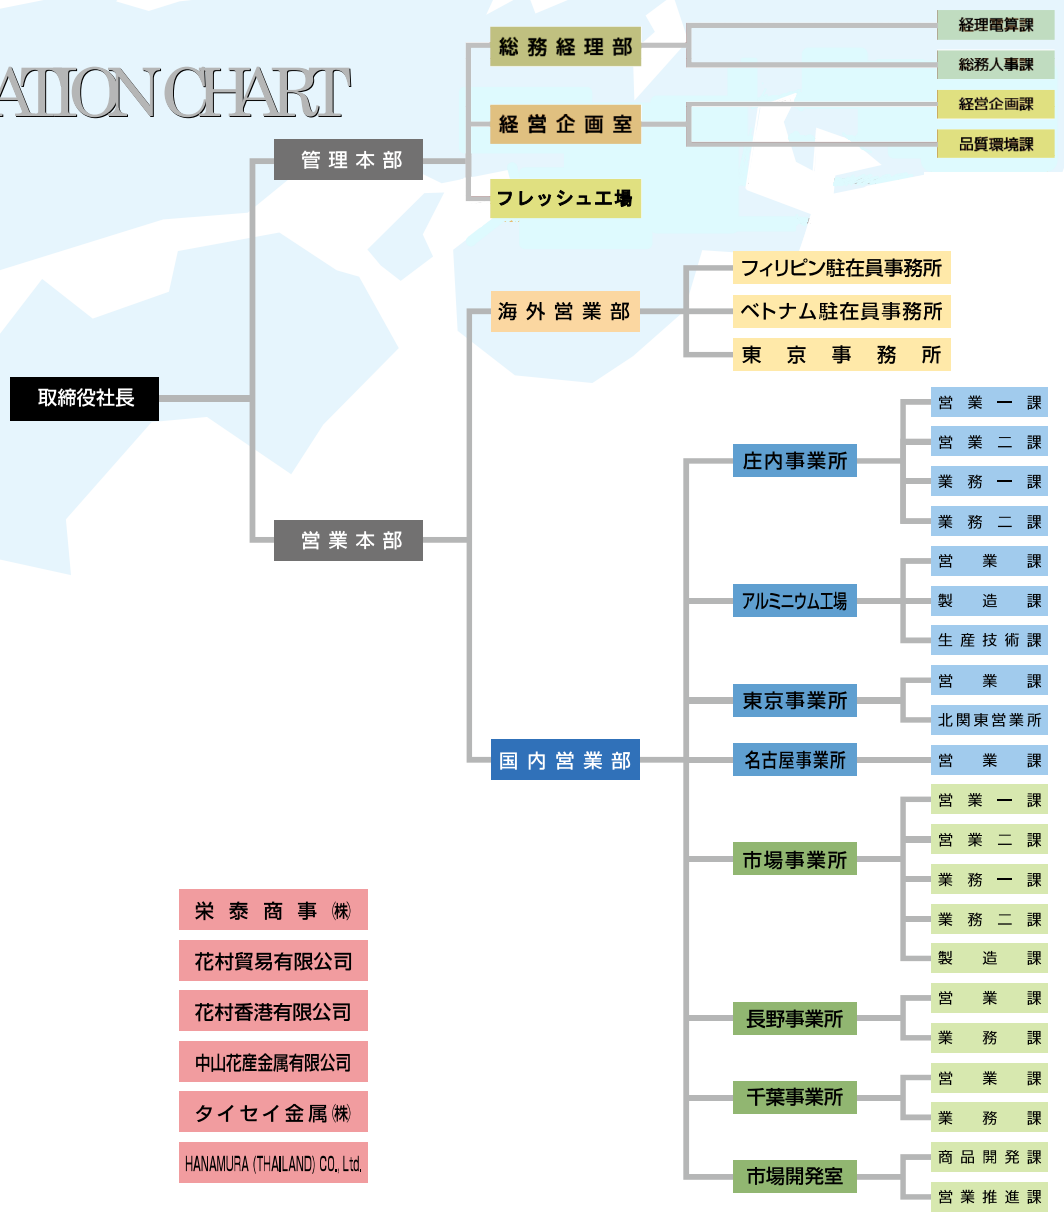 ATION CHART
取締役社長
管理本部
総務経理部
経理電算課
総務人事課
経営企画室
経営企画課
品質環境課
フレッシュ工場
営業本部
海外営業部
フィリピン駐在員事務所
ベトナム駐在員事務所
東京事務所
国内営業部
庄内事業所
営業一課
営業二課
業務一課
業務二課
アルミニウム工場
営業課
製造課
生産技術課
東京事業所
営業課
北関東営業所
名古屋事業所
営業課
市場事業所
営業一課
営業二課
業務一課
業務二課
製造課
長野事業所
営業課
業務課
千葉事業所
営業課
業務課
市場開発室
商品開発課
営業推進課
栄泰商事㈱
花村貿易有限公司
花村香港有限公司
中山花産金属有限公司
タイセイ金属㈱
HANAMURA (THAILAND) CO., Ltd.